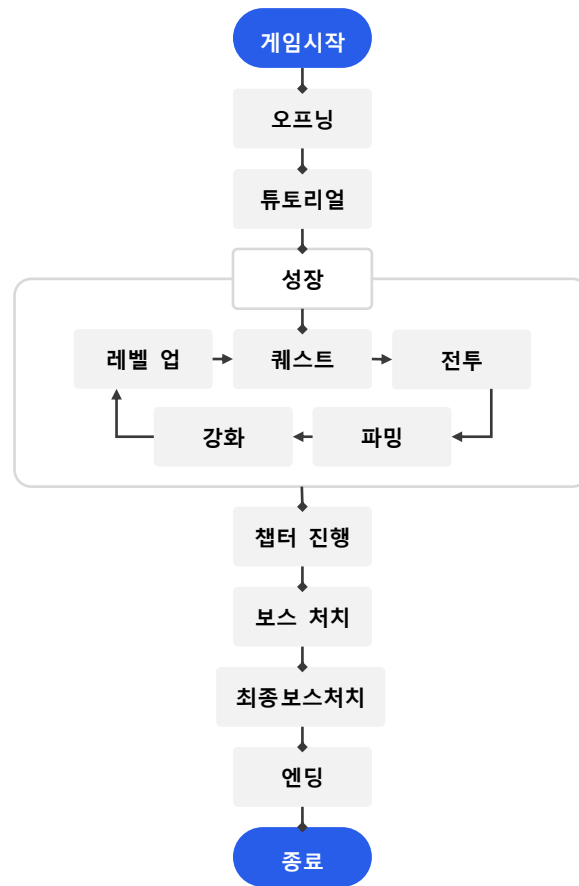 게임시작
오프닝
튜토리얼
성장
레벨 업
퀘스트
전투
강화
파밍
챕터 진행
보스 처치
최종보스처치
엔딩
종료